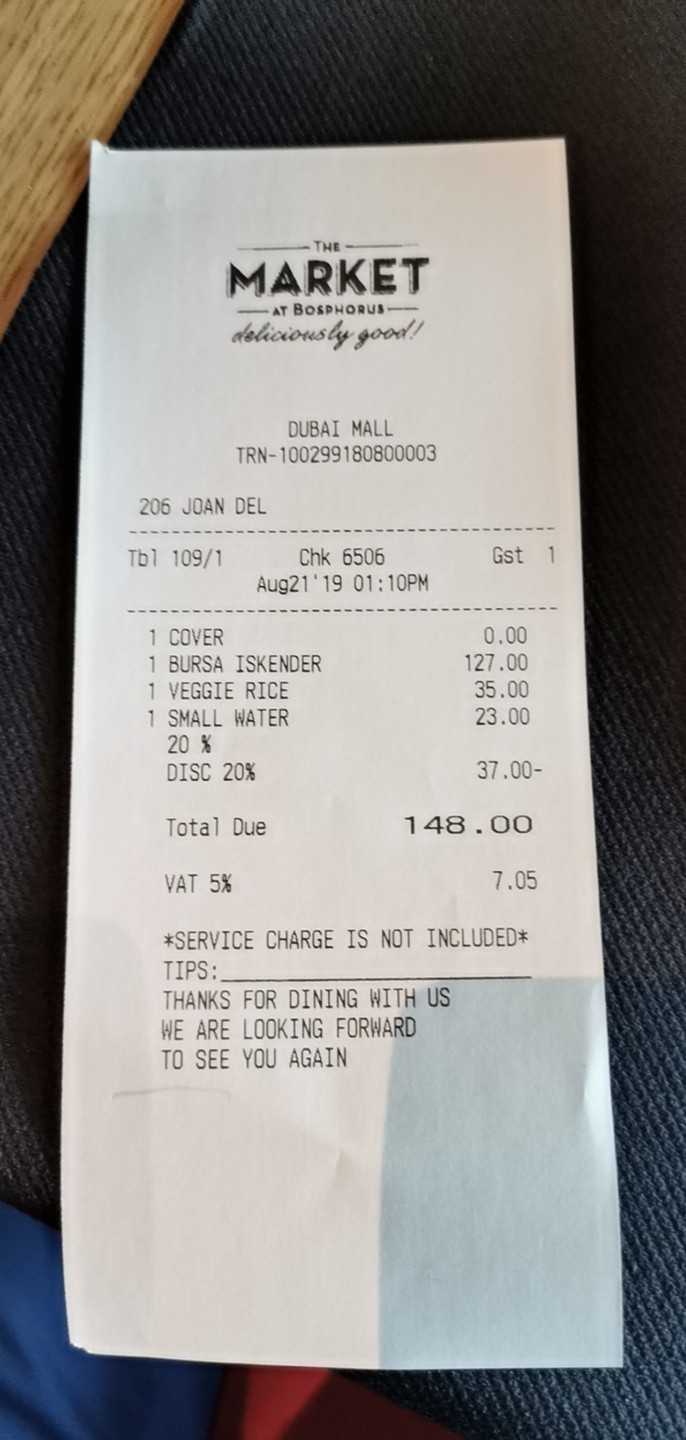 THE
MARKET
AT BOSPHORUS
deliciously good!
DUBAI MALL
TRN-100299180800003
206 JOAN DEL
Tbl 109/1 Chk 6506 Gst 1
Aug21'19 01:10PM
1 COVER 0.00
1 BURSA ISKENDER 127.00
1 VEGGIE RICE 35.00
1 SMALL WATER 23.00
20 %
DISC 20% 37.00-
Total Due 148.00
VAT 5% 7.05
*SERVICE CHARGE IS NOT INCLUDED*
TIPS:
THANKS FOR DINING WITH US
WE ARE LOOKING FORWARD
TO SEE YOU AGAIN